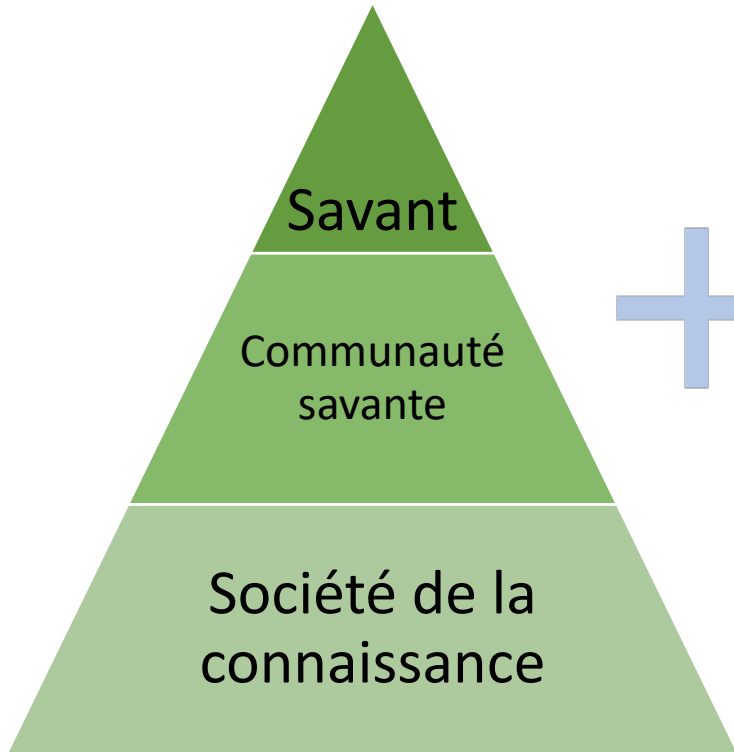 Savant
Communauté
savante
Société de la
connaissance